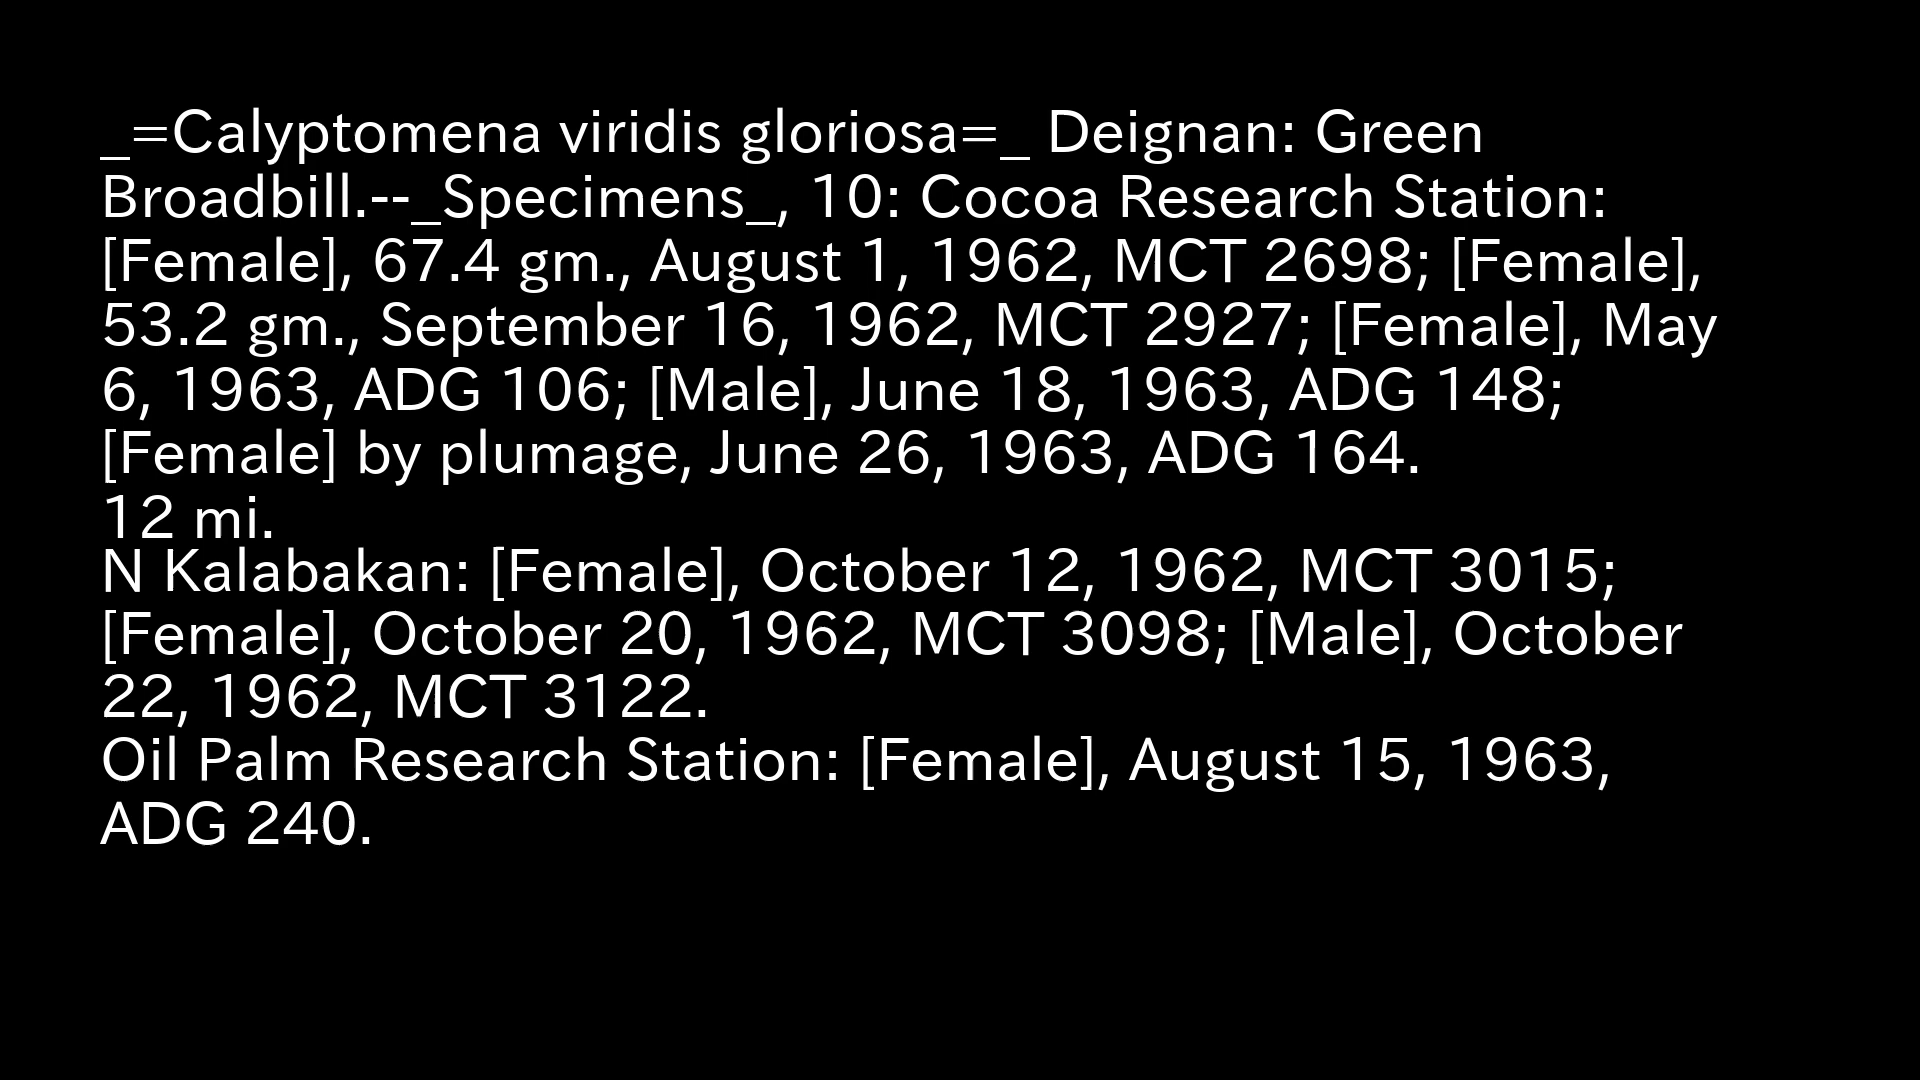 _=Calyptomena viridis gloriosa=_ Deignan: Green
Broadbill.--_Specimens_, 10: Cocoa Research Station:
[Female], 67.4 gm., August 1, 1962, MCT 2698; [Female],
53.2 gm., September 16, 1962, MCT 2927; [Female], May
6, 1963, ADG 106; [Male], June 18, 1963, ADG 148;
[Female] by plumage, June 26, 1963, ADG 164.
12 mi.
N Kalabakan: [Female], October 12, 1962, MCT 3015;
[Female], October 20, 1962, MCT 3098; [Male], October
22, 1962, MCT 3122.
Oil Palm Research Station: [Female], August 15, 1963,
ADG 240.